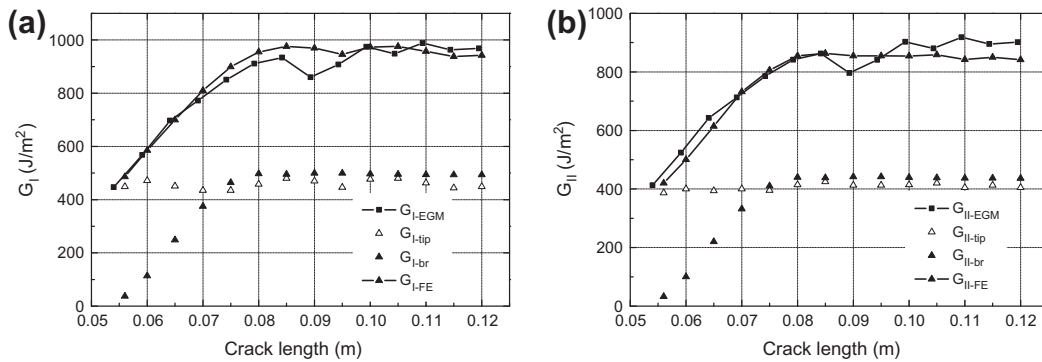 (a)
1000
800
600
400
200
0
G_I (J/m²)
0.05 0.06 0.07 0.08 0.09 0.10 0.11 0.12
Crack length (m)
G_I-EGM
G_I-tip
G_I-br
G_I-FE
(b)
1000
800
600
400
200
0
G_II (J/m²)
0.05 0.06 0.07 0.08 0.09 0.10 0.11 0.12
Crack length (m)
G_II-EGM
G_II-tip
G_II-br
G_II-FE